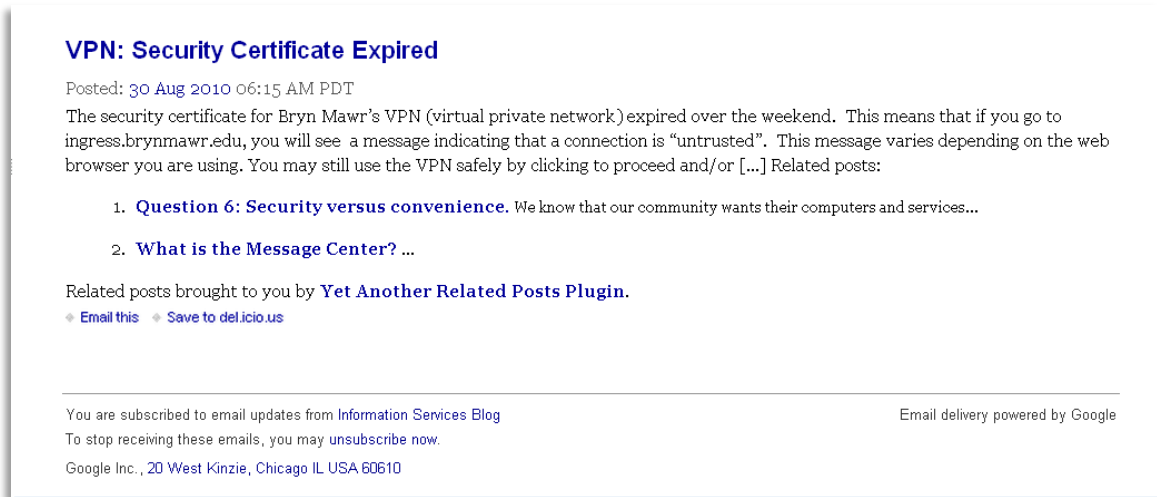 VPN: Security Certificate Expired
Posted: 30 Aug 2010 06:15 AM PDT
The security certificate for Bryn Mawr’s VPN (virtual private network) expired over the weekend.  This means that if you go to
ingress.brynmawr.edu, you will see  a message indicating that a connection is “untrusted”.  This message varies depending on the web
browser you are using. You may still use the VPN safely by clicking to proceed and/or [...] Related posts:
1. Question 6: Security versus convenience. We know that our community wants their computers and services...
2. What is the Message Center? ...
Related posts brought to you by Yet Another Related Posts Plugin.
Email this Save to del.icio.us
You are subscribed to email updates from Information Services Blog Email delivery powered by Google
To stop receiving these emails, you may unsubscribe now.
Google Inc., 20 West Kinzie, Chicago IL USA 60610